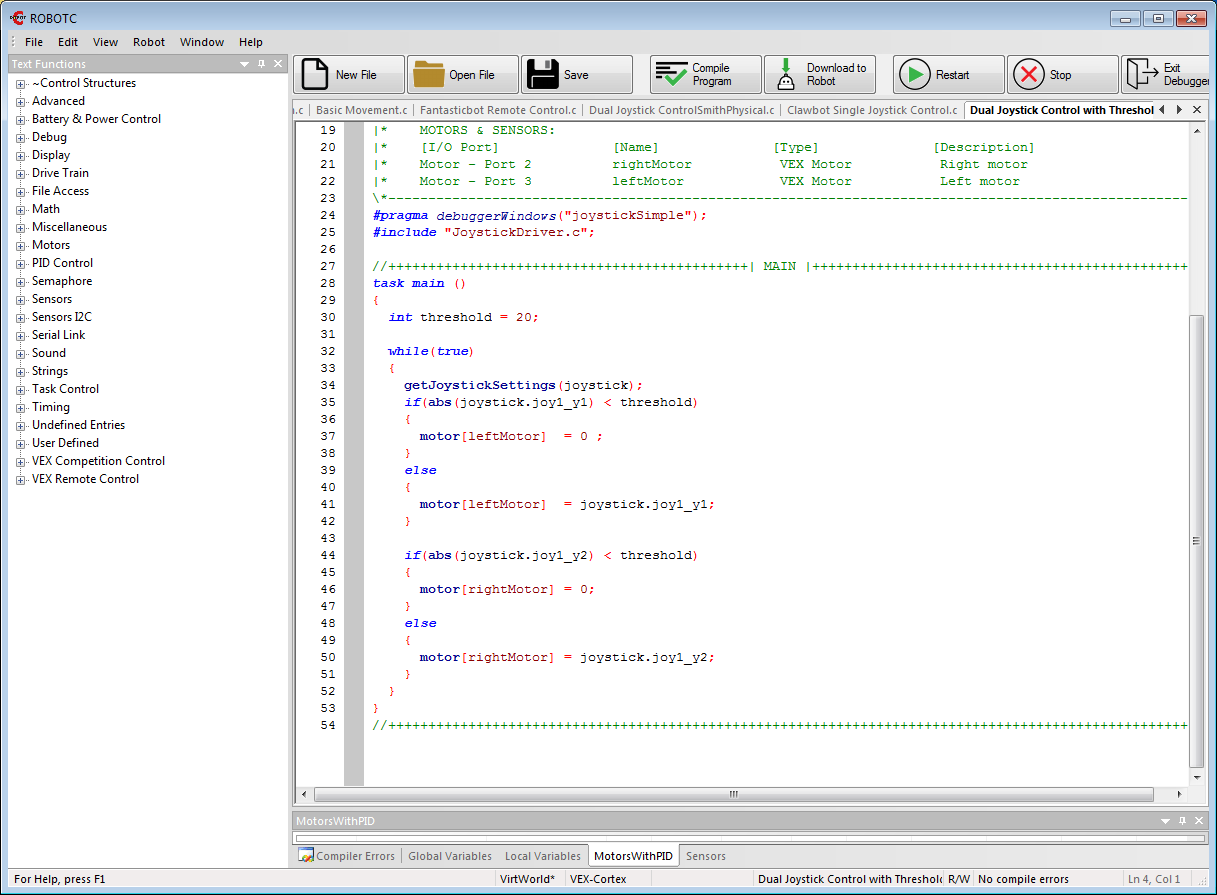 ROBOTC
File Edit View Robot Window Help
Text Functions
~Control Structures
Advanced
Battery & Power Control
Debug
Display
Drive Train
File Access
Math
Miscellaneous
Motors
PID Control
Semaphore
Sensors
Sensors I2C
Serial Link
Sound
Strings
Task Control
Timing
Undefined Entries
User Defined
VEX Competition Control
VEX Remote Control
New File Open File Save Compile Program Download to Robot Restart Stop Exit Debugger
.c Basic Movement.c Fantasticbot Remote Control.c Dual Joystick ControlSmithPhysical.c Clawbot Single Joystick Control.c Dual Joystick Control with Threshol
19 |* MOTORS & SENSORS:
20 |* [I/O Port] [Name] [Type] [Description]
21 |* Motor - Port 2 rightMotor VEX Motor Right motor
22 |* Motor - Port 3 leftMotor VEX Motor Left motor
23 \*----------------------------------------------------------------------------------------------------
24 #pragma debuggerWindows("joystickSimple");
25 #include "JoystickDriver.c";
26
27 //+++++++++++++++++++++++++++++++++++++++++++++| MAIN |+++++++++++++++++++++++++++++++++++++++++++++++
28 task main ()
29 {
30 int threshold = 20;
31
32 while(true)
33 {
34 getJoystickSettings(joystick);
35 if(abs(joystick.joy1_y1) < threshold)
36 {
37 motor[leftMotor] = 0 ;
38 }
39 else
40 {
41 motor[leftMotor] = joystick.joy1_y1;
42 }
43
44 if(abs(joystick.joy1_y2) < threshold)
45 {
46 motor[rightMotor] = 0;
47 }
48 else
49 {
50 motor[rightMotor] = joystick.joy1_y2;
51 }
52 }
53 }
54 //++++++++++++++++++++++++++++++++++++++++++++++++++++++++++++++++++++++++++++++++++++++++++++++++++++
MotorsWithPID
Compiler Errors Global Variables Local Variables MotorsWithPID Sensors
For Help, press F1 VirtWorld* VEX-Cortex Dual Joystick Control with Threshol R/W No compile errors Ln 4, Col 1